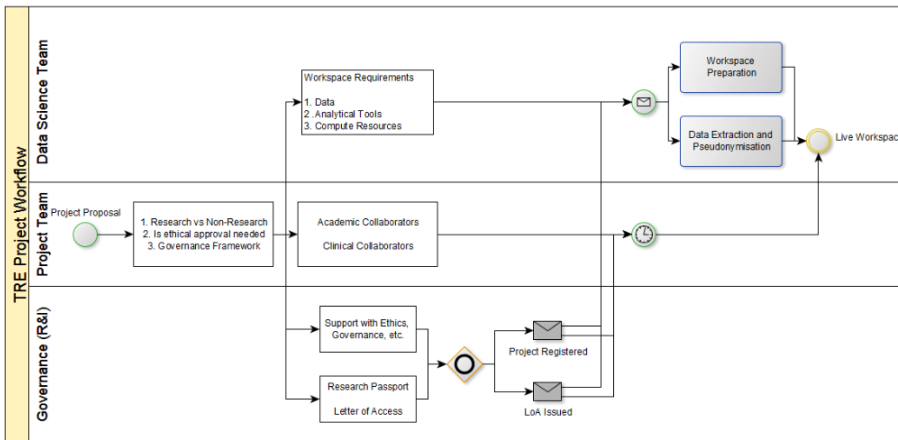 TRE Project Workflow
Data Science Team
Workspace Requirements
1. Data
2 .Analytical Tools
3. Compute Resources
Workspace
Preparation
Data Extraction and
Pseudonymisation
Live Workspac
Project Team
Project Proposal
1. Research vs Non-Research
2. Is ethical approval needed
3. Governance Framework
Academic Collaborators
Clinical Collaborators
Governance (R&I)
Support with Ethics,
Governance, etc.
Research Passport
Letter of Access
Project Registered
LoA Issued